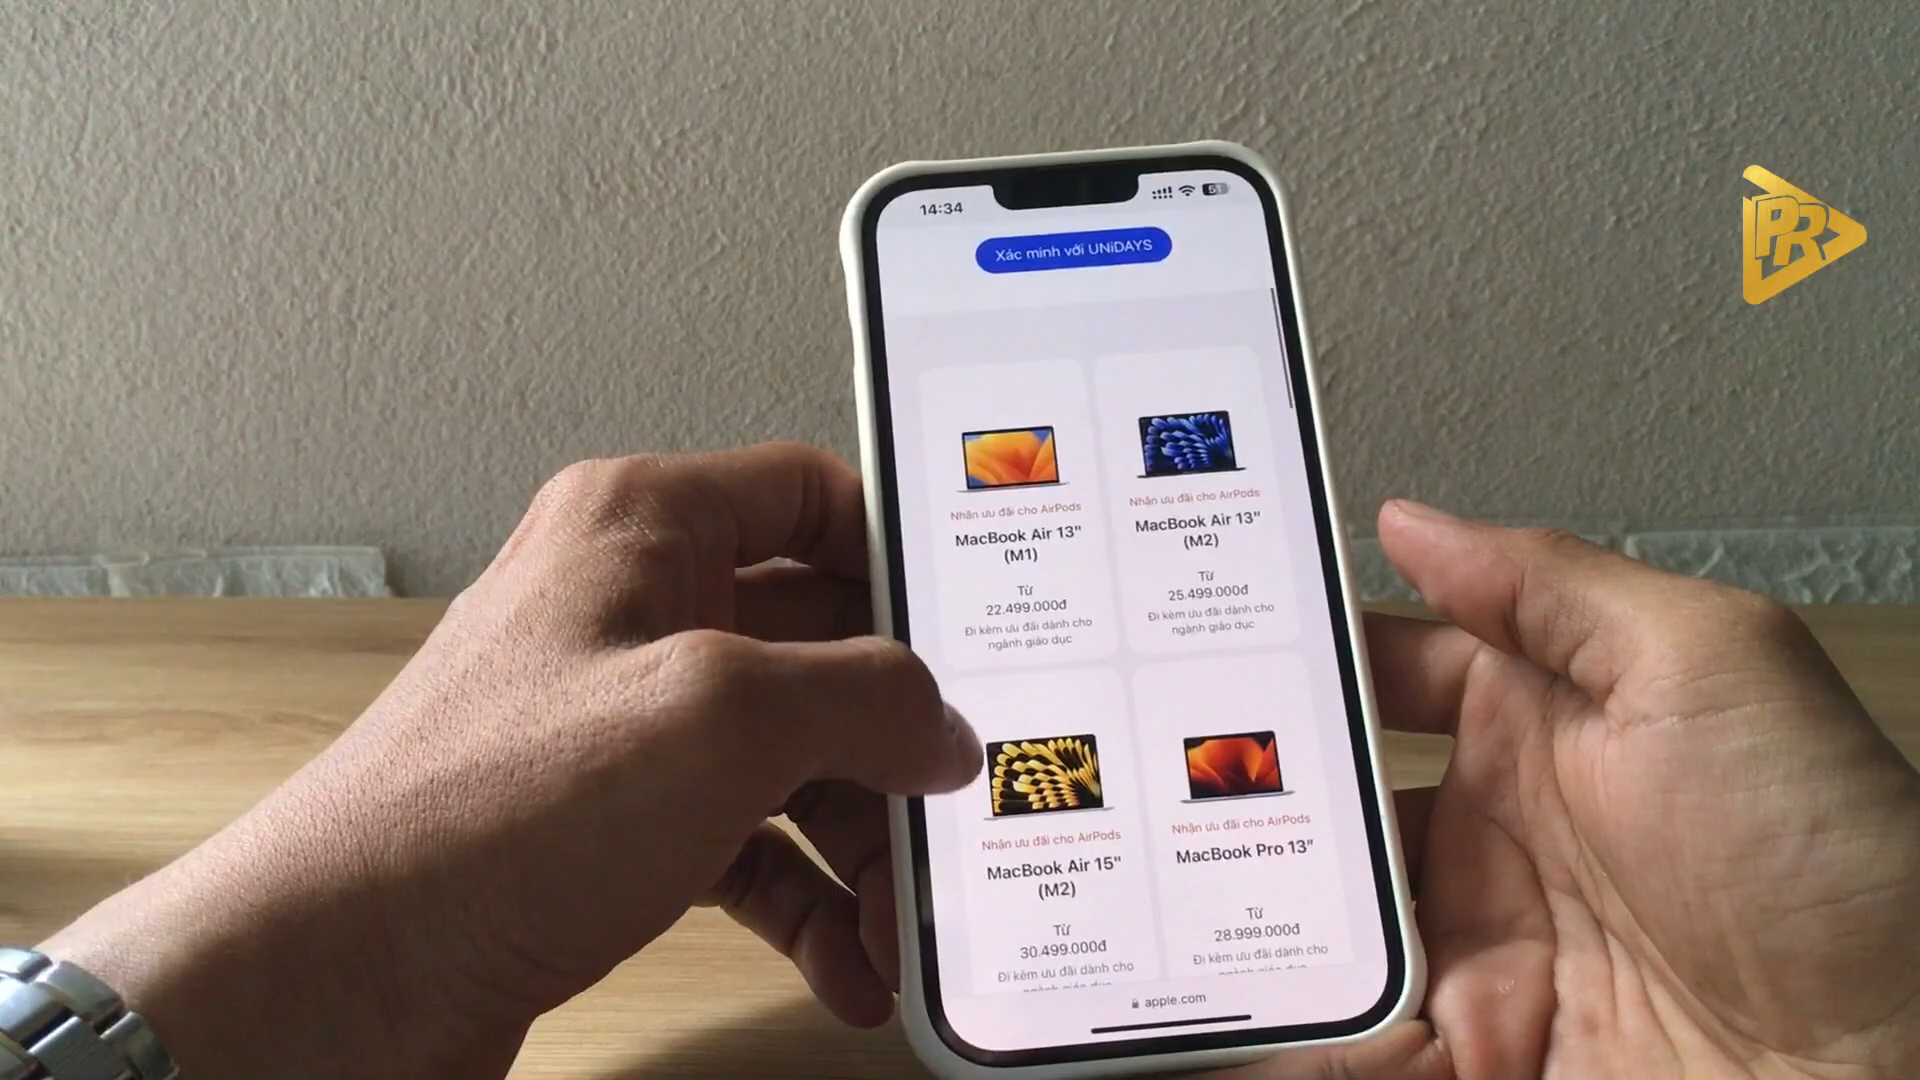 14:34
51
Xác minh với UNiDAYS
Nhận ưu đãi cho AirPods
MacBook Air 13"
(M1)
Từ
22.499.000đ
Đi kèm ưu đãi dành cho
ngành giáo dục
Nhận ưu đãi cho AirPods
MacBook Air 13"
(M2)
Từ
25.499.000đ
Đi kèm ưu đãi dành cho
ngành giáo dục
Nhận ưu đãi cho AirPods
MacBook Air 15"
(M2)
Từ
30.499.000đ
Đi kèm ưu đãi dành cho
Nhận ưu đãi cho AirPods
MacBook Pro 13"
Từ
28.999.000đ
Đi kèm ưu đãi dành cho
apple.com
PR